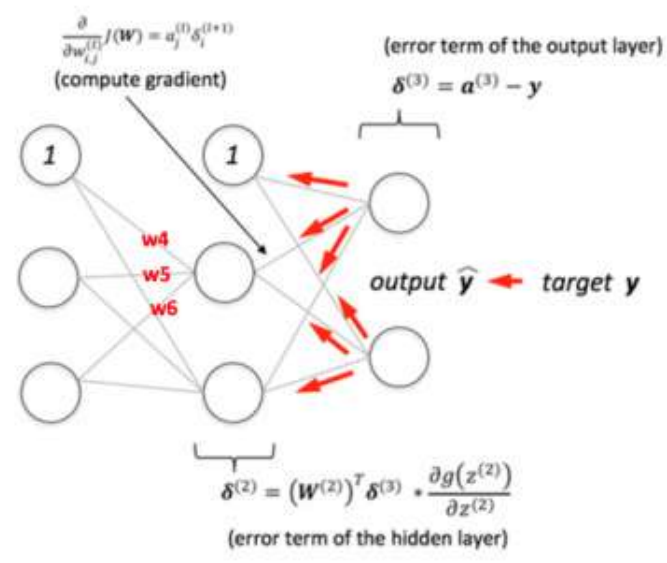 ∂/∂w_{i,j}^{(l)} J(W) = a_j^{(l)} δ_i^{(l+1)}
(compute gradient)
(error term of the output layer)
δ^{(3)} = a^{(3)} − y
1
1
w4
w5
w6
output ŷ
target y
δ^{(2)} = (W^{(2)})^T δ^{(3)} * ∂g(z^{(2)})/∂z^{(2)}
(error term of the hidden layer)